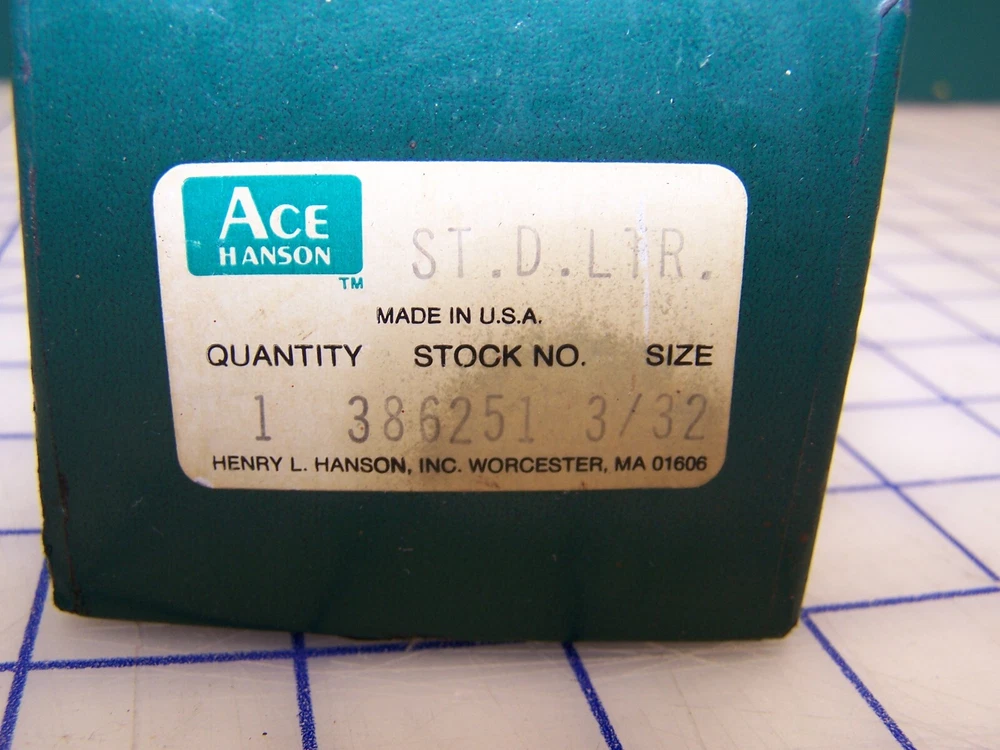 ACE
HANSON
TM
ST.D.LTR.
MADE IN U.S.A.
QUANTITY STOCK NO. SIZE
1 386251 3/32
HENRY L. HANSON, INC. WORCESTER, MA 01606